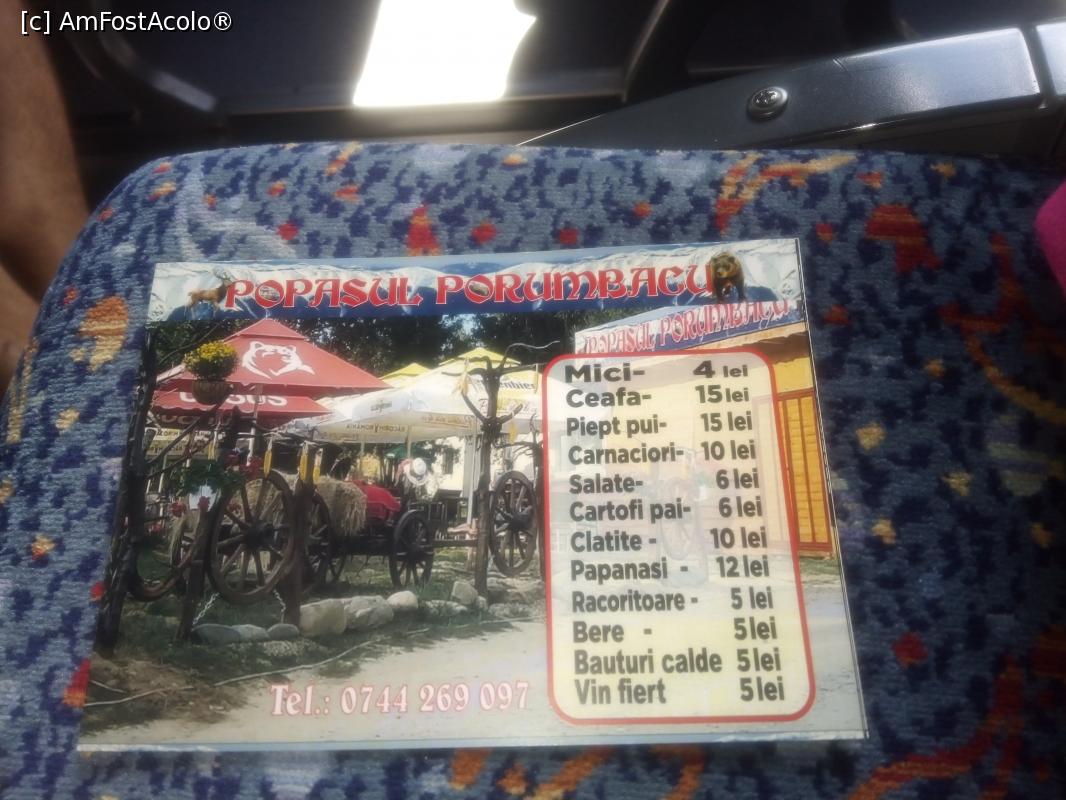 [c] AmFostAcolo®
POPASUL PORUMBACU
POPASUL PORUMBACU
Mici- 4 lei
Ceafa- 15 lei
Piept pui- 15 lei
Carnaciori- 10 lei
Salate- 6 lei
Cartofi pai- 6 lei
Clatite - 10 lei
Papanasi - 12 lei
Racoritoare - 5 lei
Bere - 5 lei
Bauturi calde 5 lei
Vin fiert 5 lei
Tel.: 0744 269 097